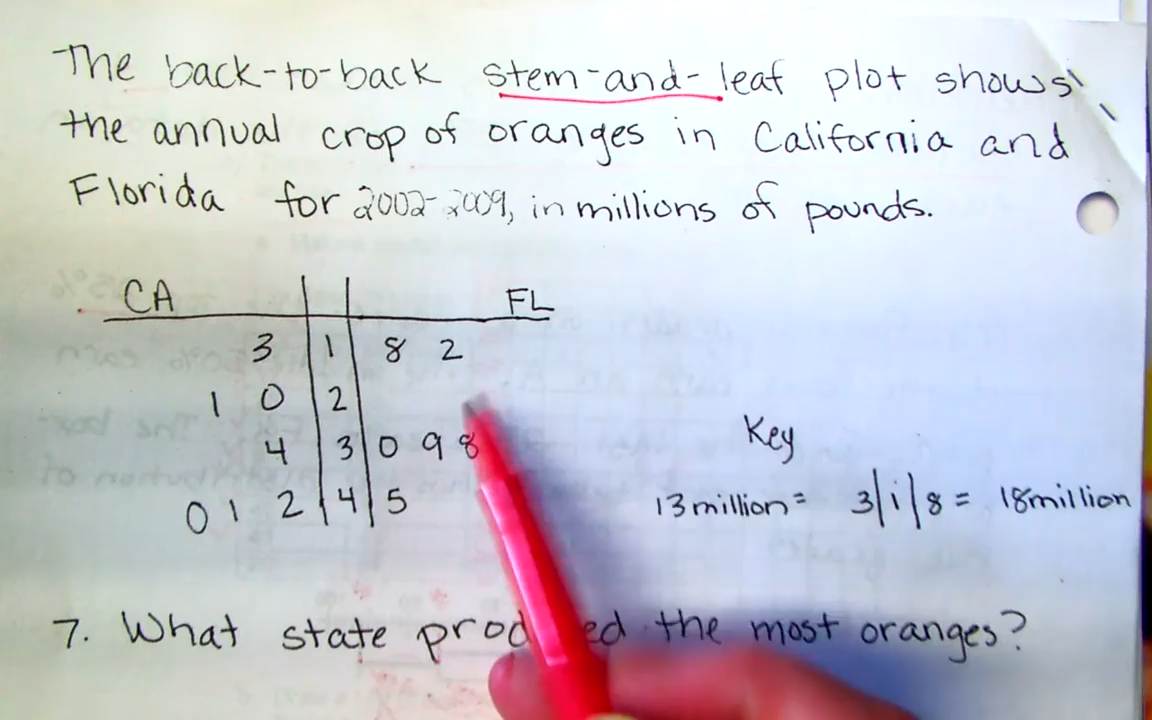 The back-to-back stem-and-leaf plot shows
the annual crop of oranges in California and
Florida for 2002-2009, in millions of pounds.
CA FL
3 | 1 | 8 2
1 0 | 2 |
4 | 3 | 0 9 8
0 1 2 | 4 | 5
Key
13 million = 3|1|8 = 18 million
7. What state produced the most oranges?